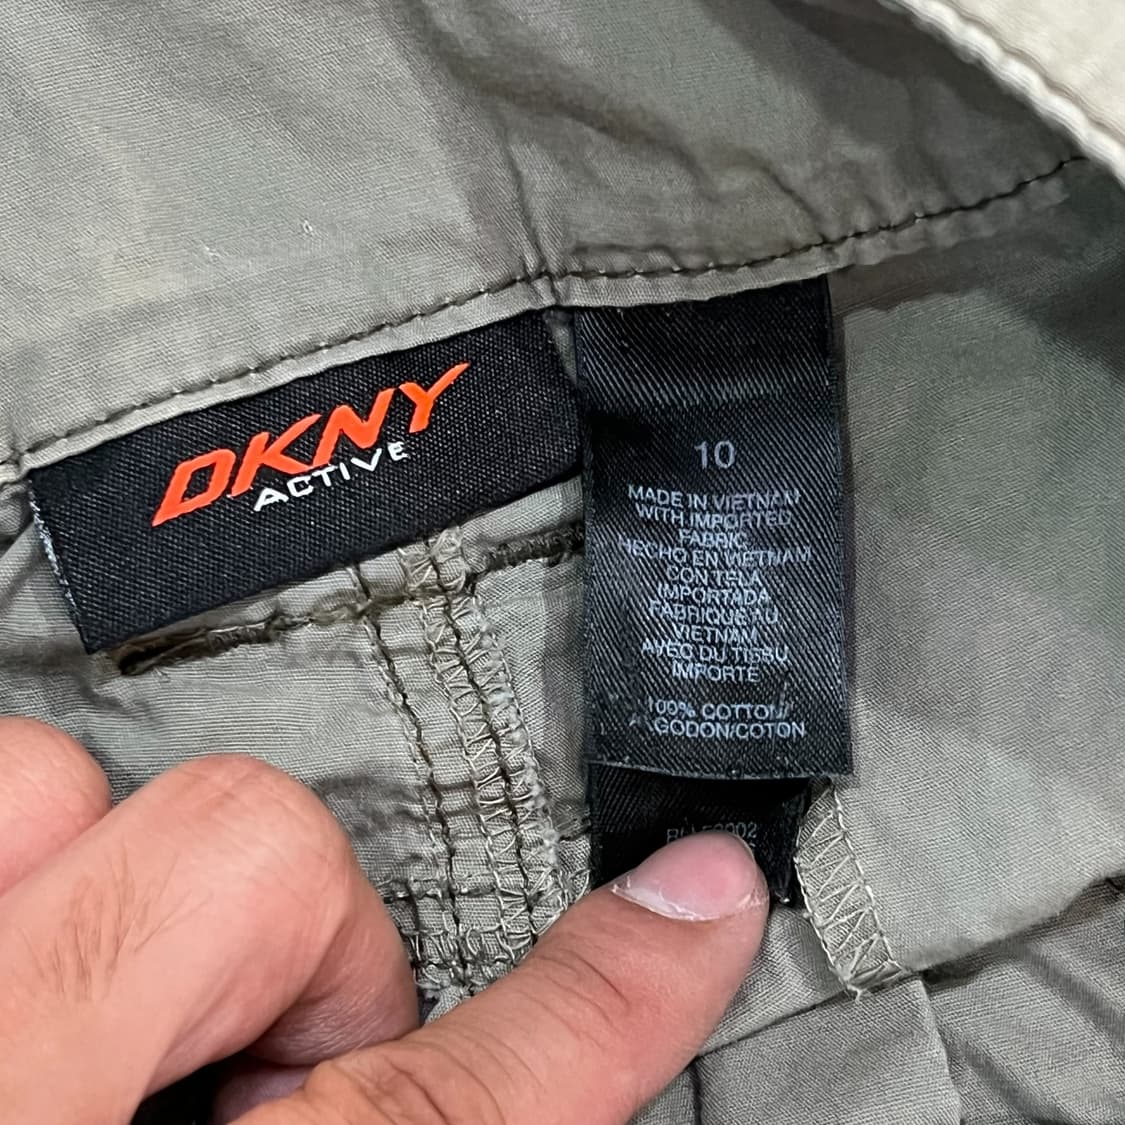 DKNY
ACTIVE
10
MADE IN VIETNAM
WITH IMPORTED
FABRIC
HECHO EN VIETNAM
CON TELA
IMPORTADA
FABRIQUE AU
VIETNAM
AVEC DU TISSU
IMPORTE
100% COTTON/
ALGODON/COTON